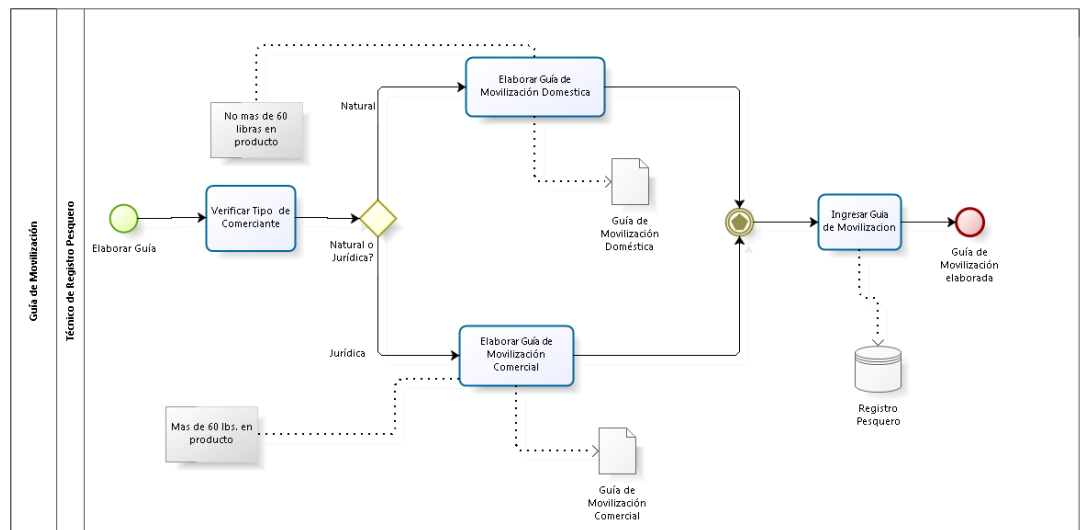 Guía de Movilización
Técnico de Registro Pesquero
No mas de 60
libras en
producto
Natural
Elaborar Guía de
Movilización Domestica
Guía de
Movilización
Doméstica
Elaborar Guía
Verificar Tipo de
Comerciante
Natural o
Jurídica?
Ingresar Guia
de Movilizacion
Guía de
Movilización
elaborada
Jurídica
Elaborar Guía de
Movilización
Comercial
Registro
Pesquero
Mas de 60 lbs. en
producto
Guía de
Movilización
Comercial